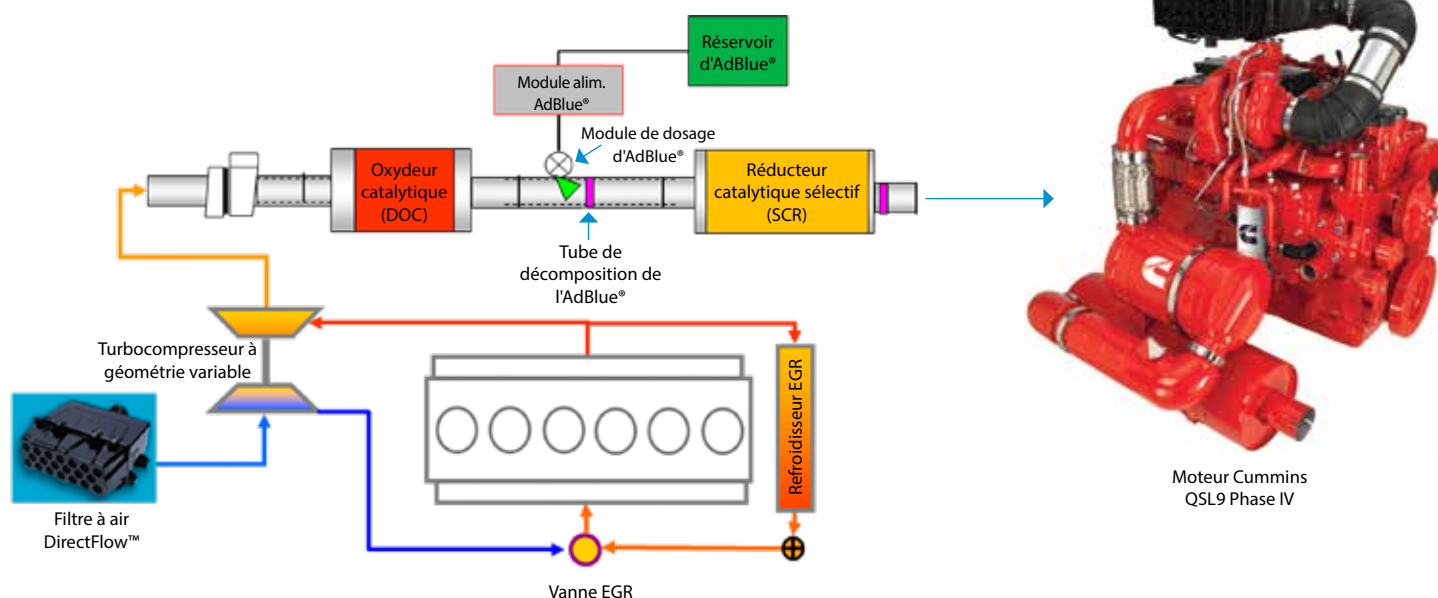 Réservoir
d'AdBlue®
Module alim.
AdBlue®
Module de dosage
d'AdBlue®
Oxydeur
catalytique
(DOC)
Réducteur
catalytique sélectif
(SCR)
Tube de
décomposition de
l'AdBlue®
Turbocompresseur à
géométrie variable
Refroidisseur EGR
Filtre à air
DirectFlow™
Vanne EGR
Moteur Cummins
QSL9 Phase IV